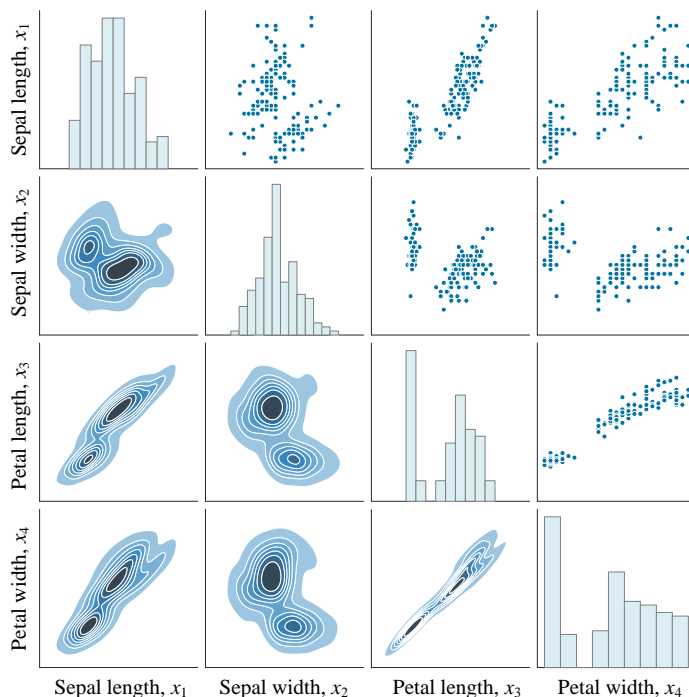 Sepal length, x₁
Sepal width, x₂
Petal length, x₃
Petal width, x₄
Sepal length, x₁
Sepal width, x₂
Petal length, x₃
Petal width, x₄